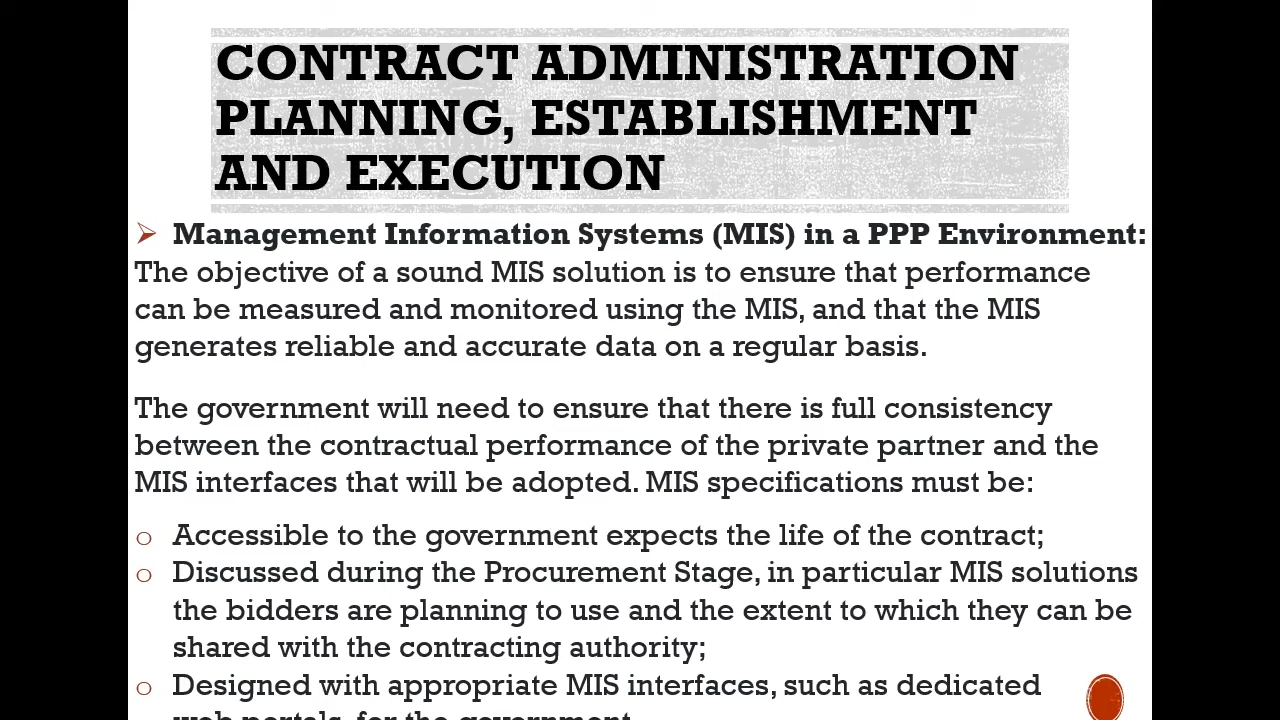 CONTRACT ADMINISTRATION
PLANNING, ESTABLISHMENT
AND EXECUTION
Management Information Systems (MIS) in a PPP Environment:
The objective of a sound MIS solution is to ensure that performance
can be measured and monitored using the MIS, and that the MIS
generates reliable and accurate data on a regular basis.
The government will need to ensure that there is full consistency
between the contractual performance of the private partner and the
MIS interfaces that will be adopted. MIS specifications must be:
o Accessible to the government expects the life of the contract;
o Discussed during the Procurement Stage, in particular MIS solutions
the bidders are planning to use and the extent to which they can be
shared with the contracting authority;
o Designed with appropriate MIS interfaces, such as dedicated
web portals, for the government